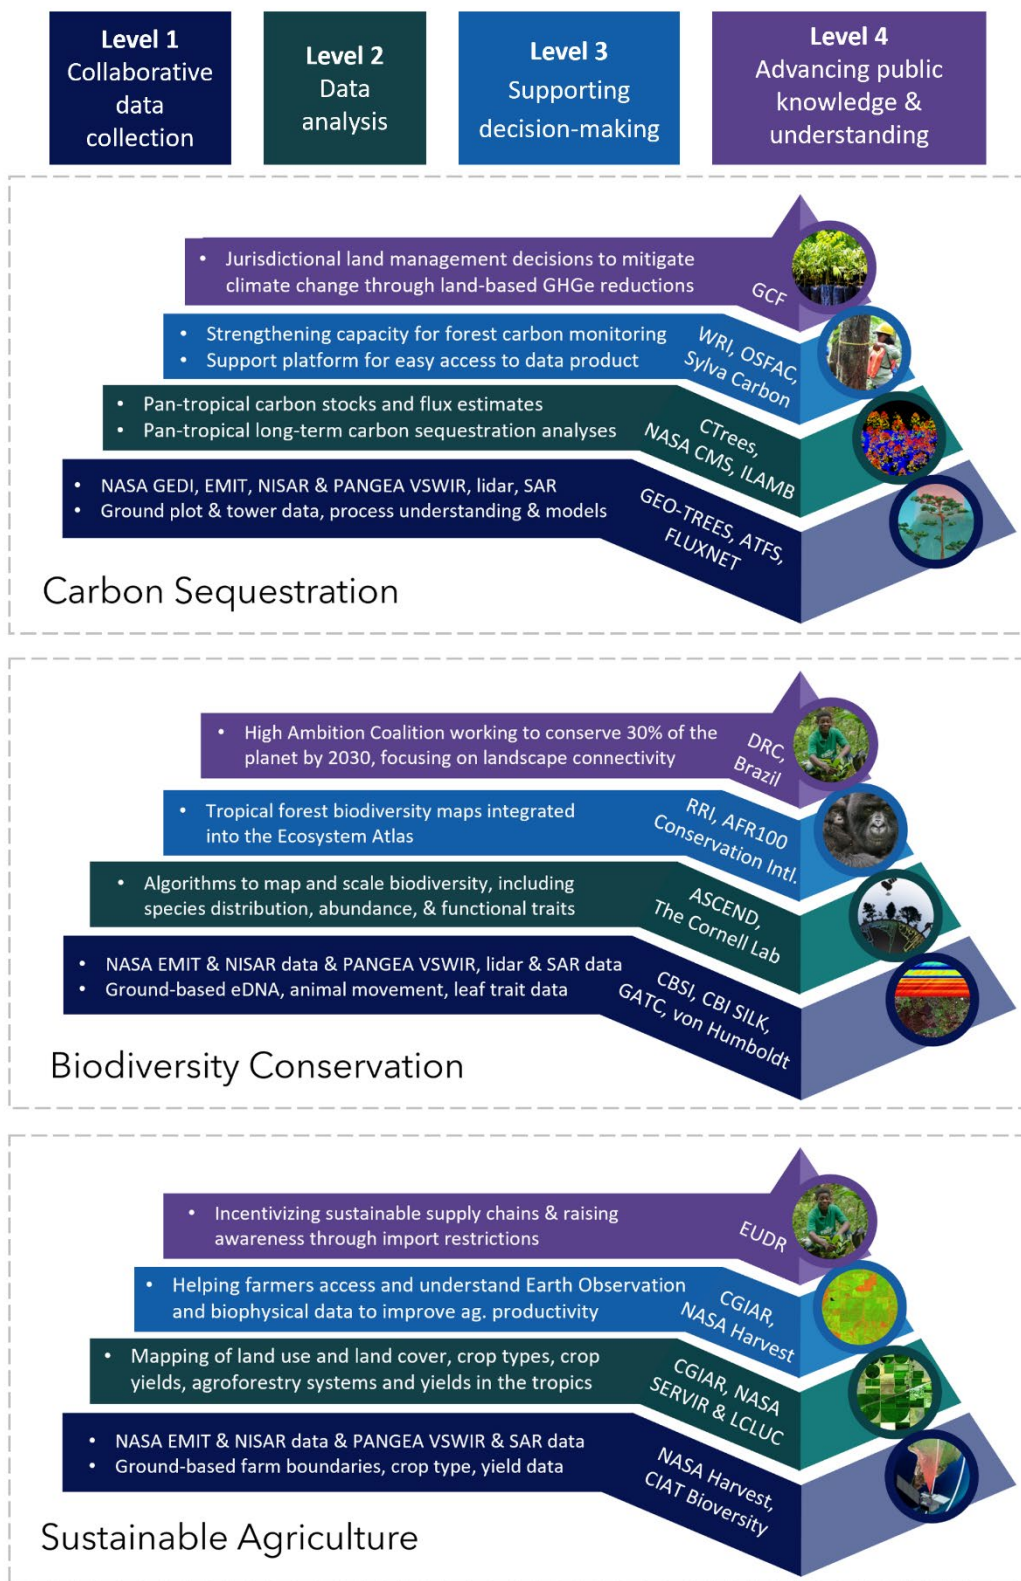 Level 1
Collaborative
data
collection
Level 2
Data
analysis
Level 3
Supporting
decision-making
Level 4
Advancing public
knowledge &
understanding
• Jurisdictional land management decisions to mitigate
climate change through land-based GHGe reductions
GCF
• Strengthening capacity for forest carbon monitoring
• Support platform for easy access to data product
WRI, OSFAC,
Sylva Carbon
• Pan-tropical carbon stocks and flux estimates
• Pan-tropical long-term carbon sequestration analyses
CTrees,
NASA CMS, ILAMB
• NASA GEDI, EMIT, NISAR & PANGEA VSWIR, lidar, SAR
• Ground plot & tower data, process understanding & models
GEO-TREES, ATFS,
FLUXNET
Carbon Sequestration
• High Ambition Coalition working to conserve 30% of the
planet by 2030, focusing on landscape connectivity
DRC,
Brazil
• Tropical forest biodiversity maps integrated
into the Ecosystem Atlas
RRI, AFR100
Conservation Intl.
• Algorithms to map and scale biodiversity, including
species distribution, abundance, & functional traits
ASCEND,
The Cornell Lab
• NASA EMIT & NISAR data & PANGEA VSWIR, lidar & SAR data
• Ground-based eDNA, animal movement, leaf trait data
CBSI, CBI SILK,
GATC, von Humboldt
Biodiversity Conservation
• Incentivizing sustainable supply chains & raising
awareness through import restrictions
EUDR
• Helping farmers access and understand Earth Observation
and biophysical data to improve ag. productivity
CGIAR,
NASA Harvest
• Mapping of land use and land cover, crop types, crop
yields, agroforestry systems and yields in the tropics
CGIAR, NASA
SERVIR & LCLUC
• NASA EMIT & NISAR data & PANGEA VSWIR & SAR data
• Ground-based farm boundaries, crop type, yield data
NASA Harvest,
CIAT Bioversity
Sustainable Agriculture